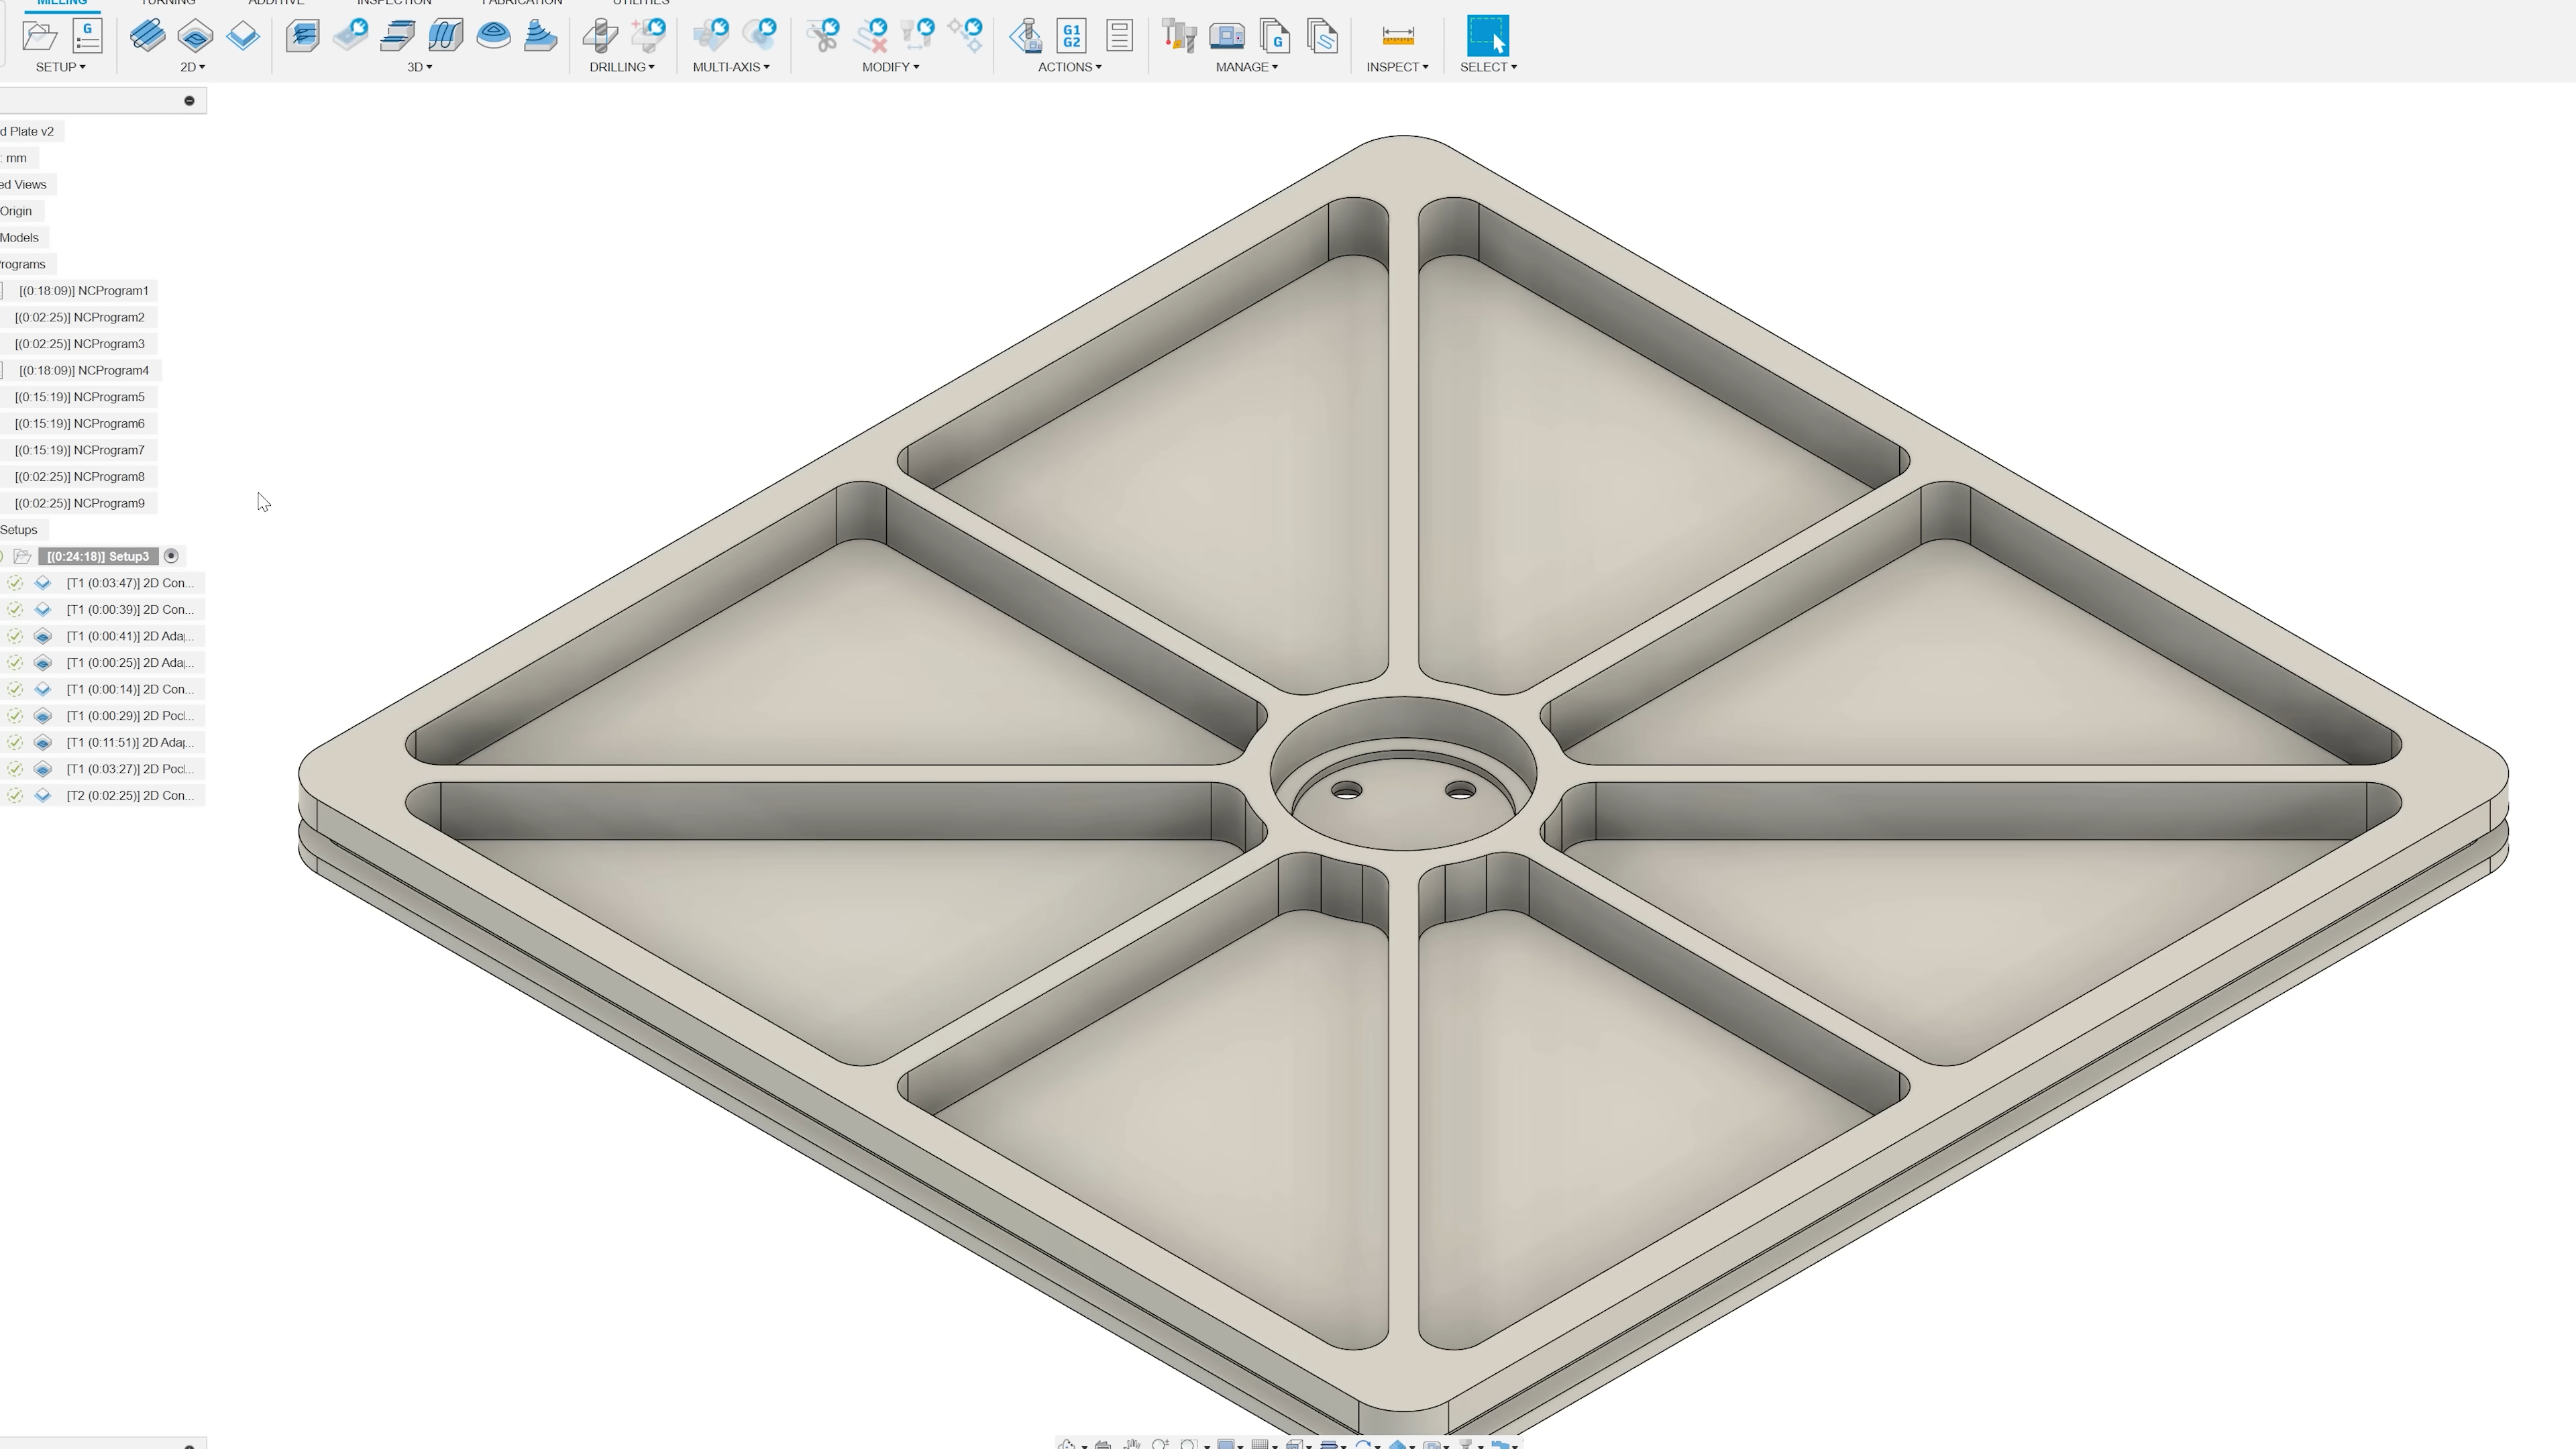 MILLING TURNING ADDITIVE INSPECTION FABRICATION UTILITIES
G G1 G2 G
SETUP 2D 3D DRILLING MULTI-AXIS MODIFY ACTIONS MANAGE INSPECT SELECT
d Plate v2
: mm
ed Views
Origin
Models
rograms
[(0:18:09)] NCProgram1
[(0:02:25)] NCProgram2
[(0:02:25)] NCProgram3
[(0:18:09)] NCProgram4
[(0:15:19)] NCProgram5
[(0:15:19)] NCProgram6
[(0:15:19)] NCProgram7
[(0:02:25)] NCProgram8
[(0:02:25)] NCProgram9
Setups
[(0:24:18)] Setup3
[T1 (0:03:47)] 2D Con...
[T1 (0:00:39)] 2D Con...
[T1 (0:00:41)] 2D Ada...
[T1 (0:00:25)] 2D Ada...
[T1 (0:00:14)] 2D Con...
[T1 (0:00:29)] 2D Poc...
[T1 (0:11:51)] 2D Ada...
[T1 (0:03:27)] 2D Poc...
[T2 (0:02:25)] 2D Con...